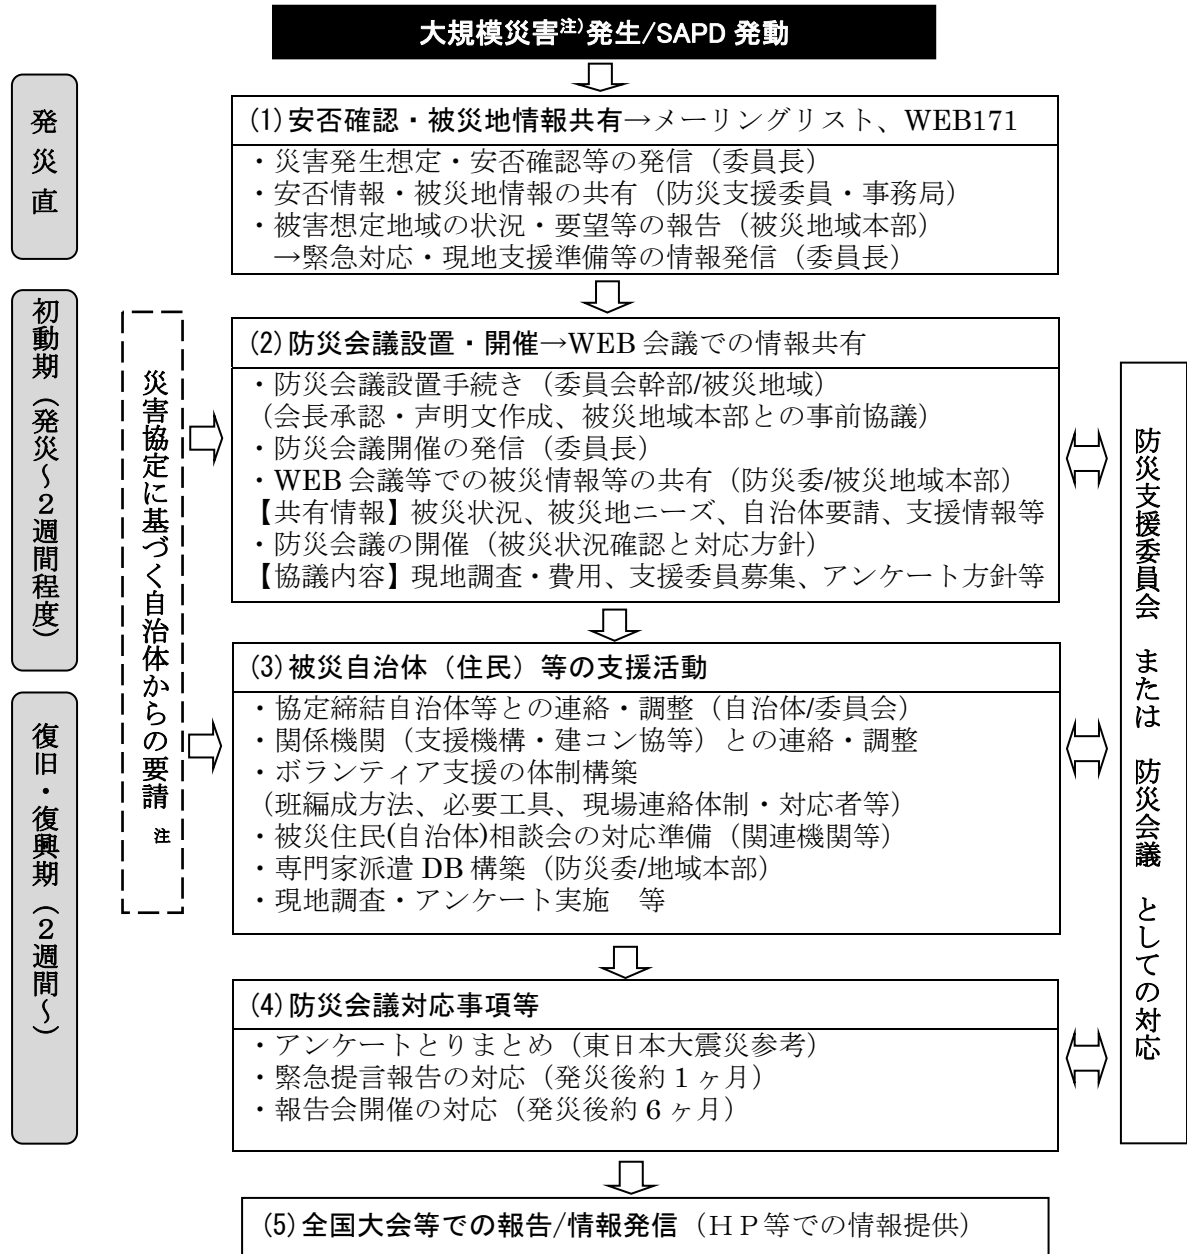 大規模災害注)発生/SAPD 発動
発災直
(1)安否確認・被災地情報共有→メーリングリスト、WEB171
・災害発生想定・安否確認等の発信（委員長）
・安否情報・被災地情報の共有（防災支援委員・事務局）
・被害想定地域の状況・要望等の報告（被災地域本部）
→緊急対応・現地支援準備等の情報発信（委員長）
初動期（発災～２週間程度）
災害協定に基づく自治体からの要請 注
(2)防災会議設置・開催→WEB 会議での情報共有
・防災会議設置手続き（委員会幹部/被災地域）
（会長承認・声明文作成、被災地域本部との事前協議）
・防災会議開催の発信（委員長）
・WEB 会議等での被災情報等の共有（防災委/被災地域本部）
【共有情報】被災状況、被災地ニーズ、自治体要請、支援情報等
・防災会議の開催（被災状況確認と対応方針）
【協議内容】現地調査・費用、支援委員募集、アンケート方針等
防災支援委員会 または 防災会議 としての対応
復旧・復興期（２週間～）
(3)被災自治体（住民）等の支援活動
・協定締結自治体等との連絡・調整（自治体/委員会）
・関係機関（支援機構・建コン協等）との連絡・調整
・ボランティア支援の体制構築
（班編成方法、必要工具、現場連絡体制・対応者等）
・被災住民(自治体)相談会の対応準備（関連機関等）
・専門家派遣 DB 構築（防災委/地域本部）
・現地調査・アンケート実施　等
(4)防災会議対応事項等
・アンケートとりまとめ（東日本大震災参考）
・緊急提言報告の対応（発災後約 1 ヶ月）
・報告会開催の対応（発災後約 6 ヶ月）
(5)全国大会等での報告/情報発信（ＨＰ等での情報提供）